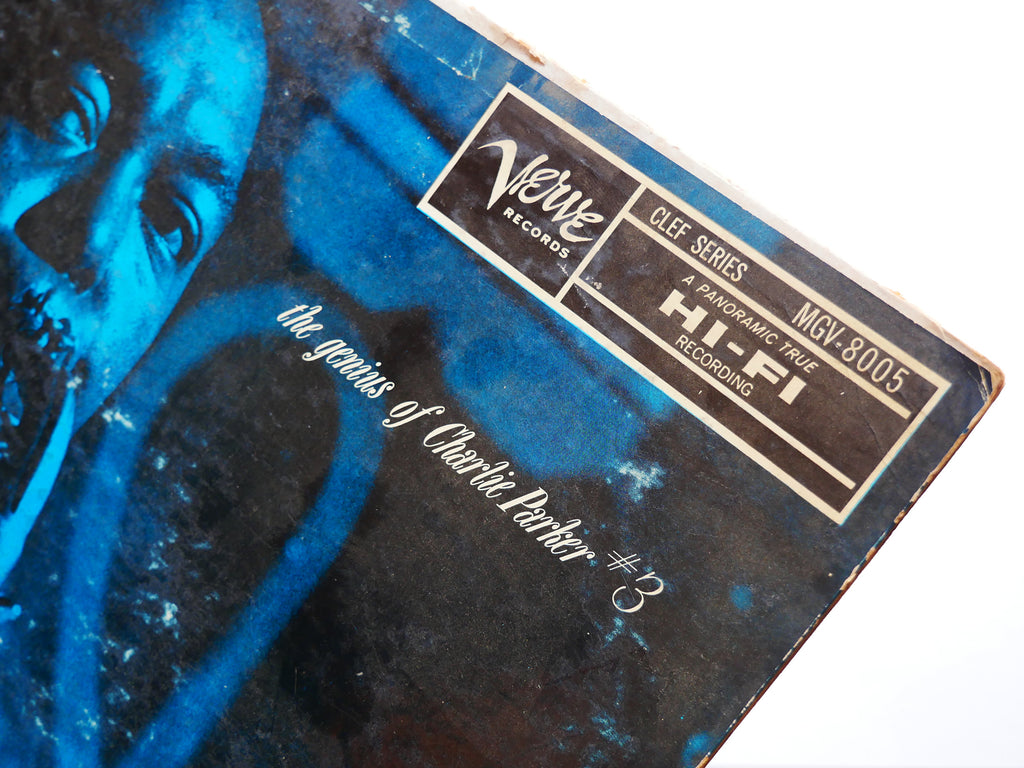 Verve
RECORDS
CLEF SERIES MGV-8005
A PANORAMIC TRUE
HI-FI
RECORDING
the genius of Charlie Parker #3